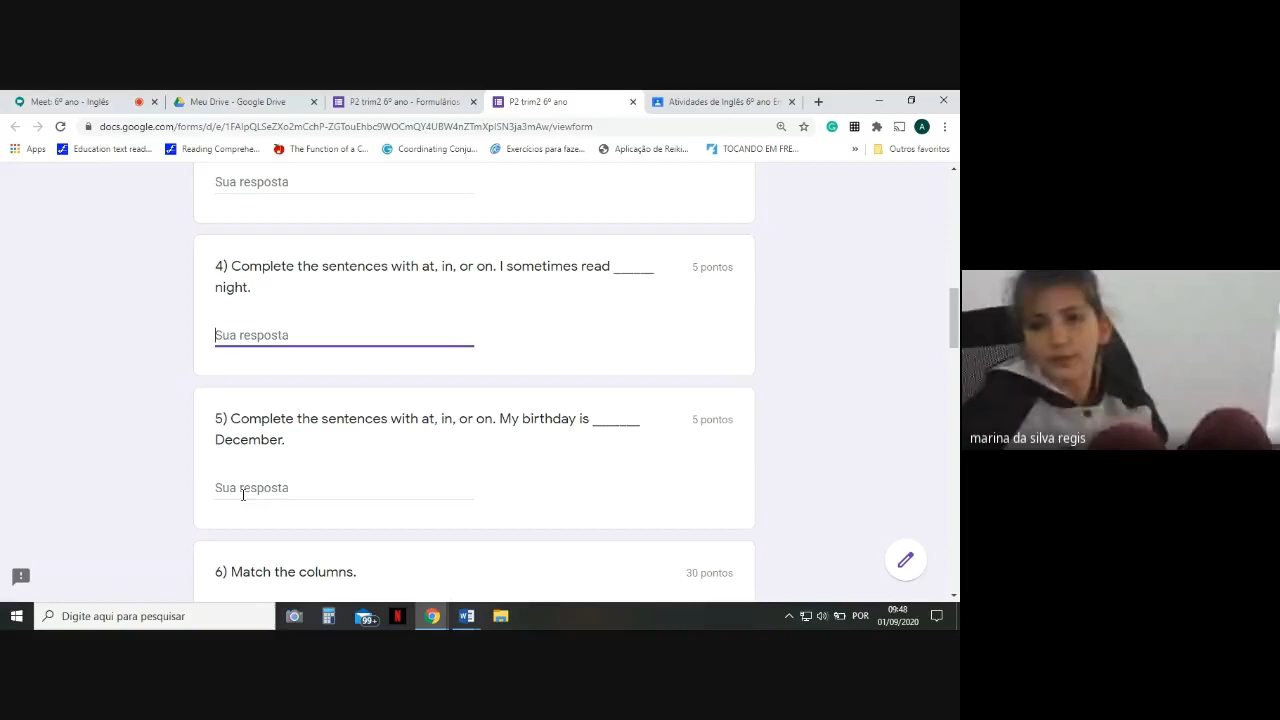 Meet: 6º ano - Inglês
Meu Drive - Google Drive
P2 trim2 6º ano - Formulários
P2 trim2 6º ano
Atividades de Inglês 6º ano En
docs.google.com/forms/d/e/1FAIpQLSeZXo2mCchP-ZGTouEhbc9WOCmQY4UBW4nZTmXpISN3ja3mAw/viewform
A
Apps
Education text read...
Reading Comprehe...
The Function of a C...
Coordinating Conju...
Exercícios para faze...
Aplicação de Reiki...
TOCANDO EM FRE...
»
Outros favoritos
Sua resposta
4) Complete the sentences with at, in, or on. I sometimes read ______
night.
5 pontos
Sua resposta
5) Complete the sentences with at, in, or on. My birthday is _______
December.
5 pontos
Sua resposta
6) Match the columns.
30 pontos
marina da silva regis
Digite aqui para pesquisar
99+
N
POR
09:48
01/09/2020